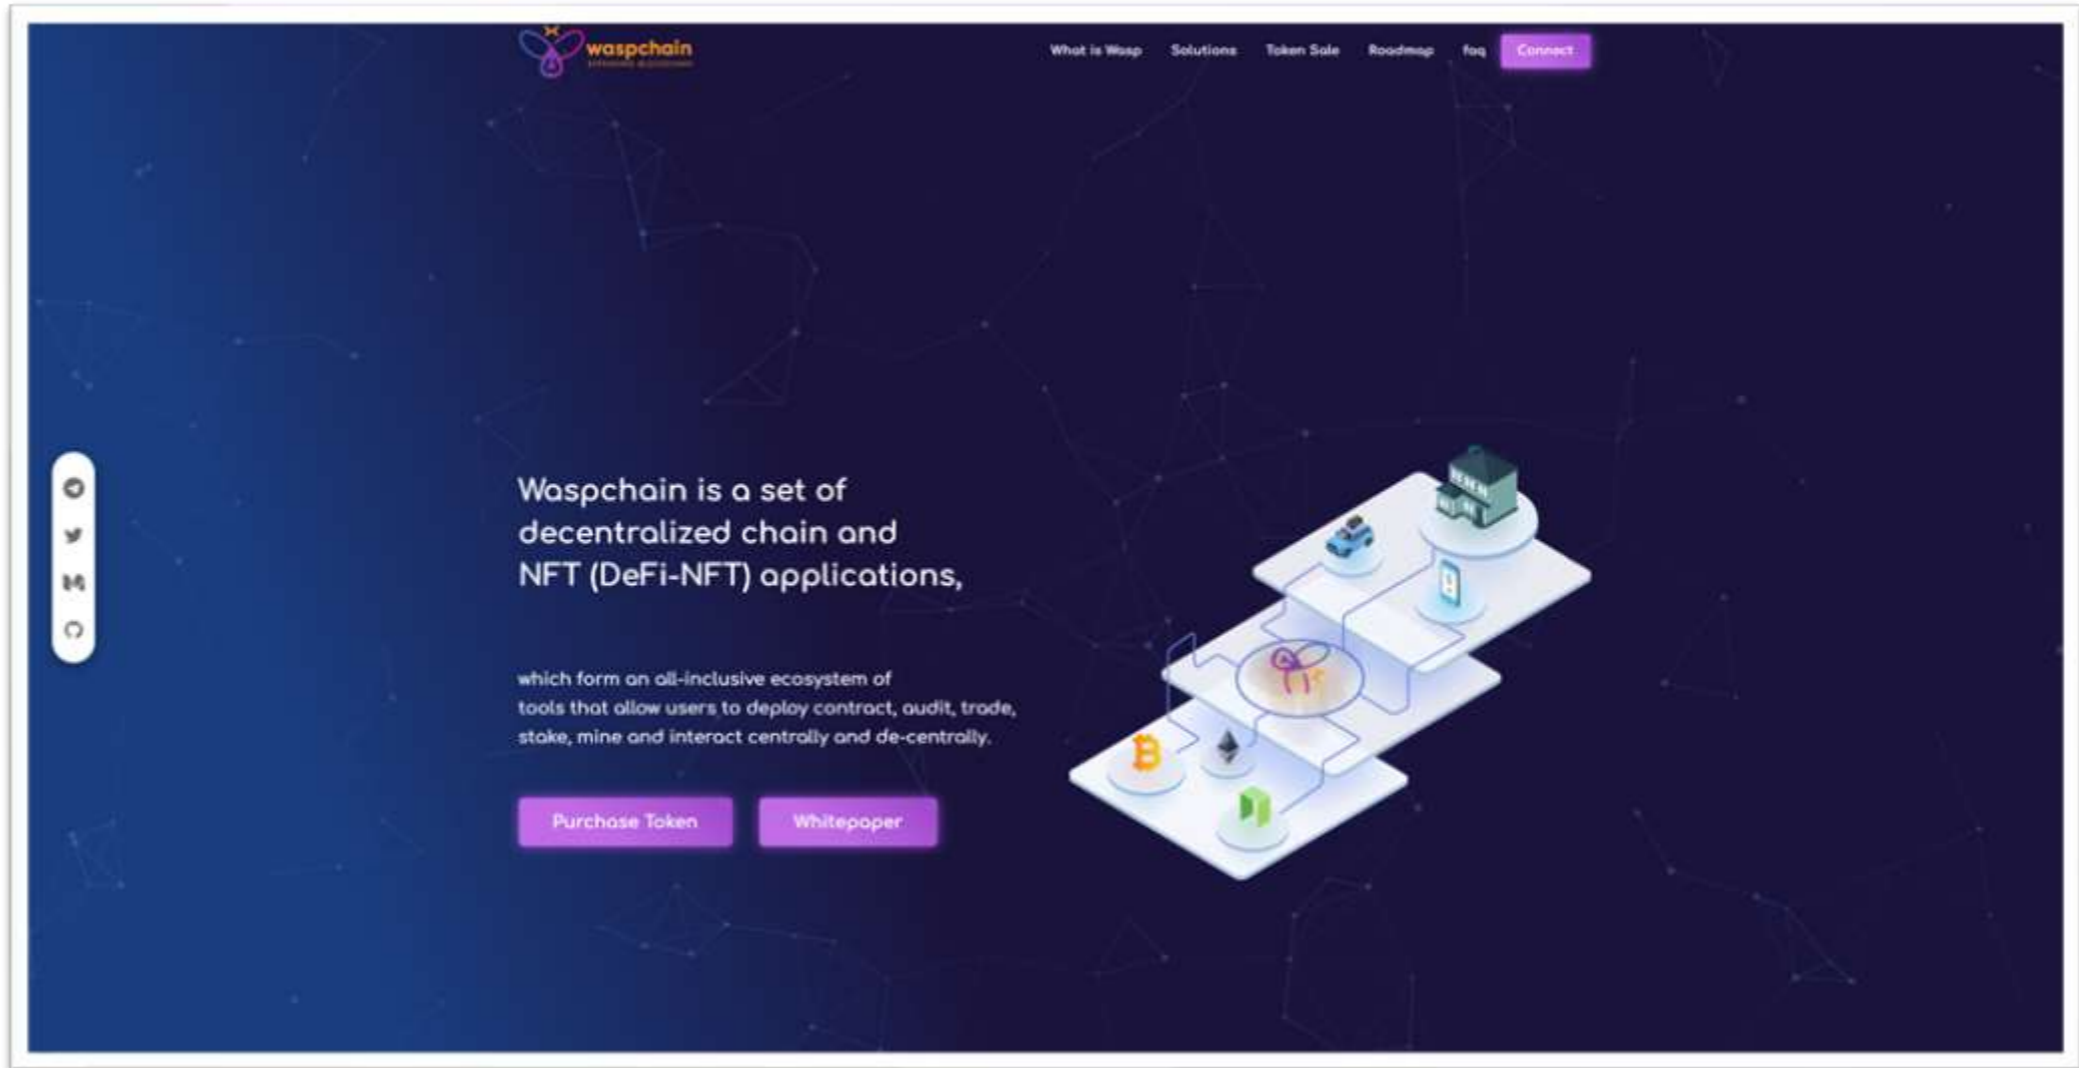 waspchain
What is Wasp Solutions Token Sale Roadmap faq Connect
Waspchain is a set of
decentralized chain and
NFT (DeFi-NFT) applications,
which form an all-inclusive ecosystem of
tools that allow users to deploy contract, audit, trade,
stake, mine and interact centrally and de-centrally.
Purchase Token Whitepaper